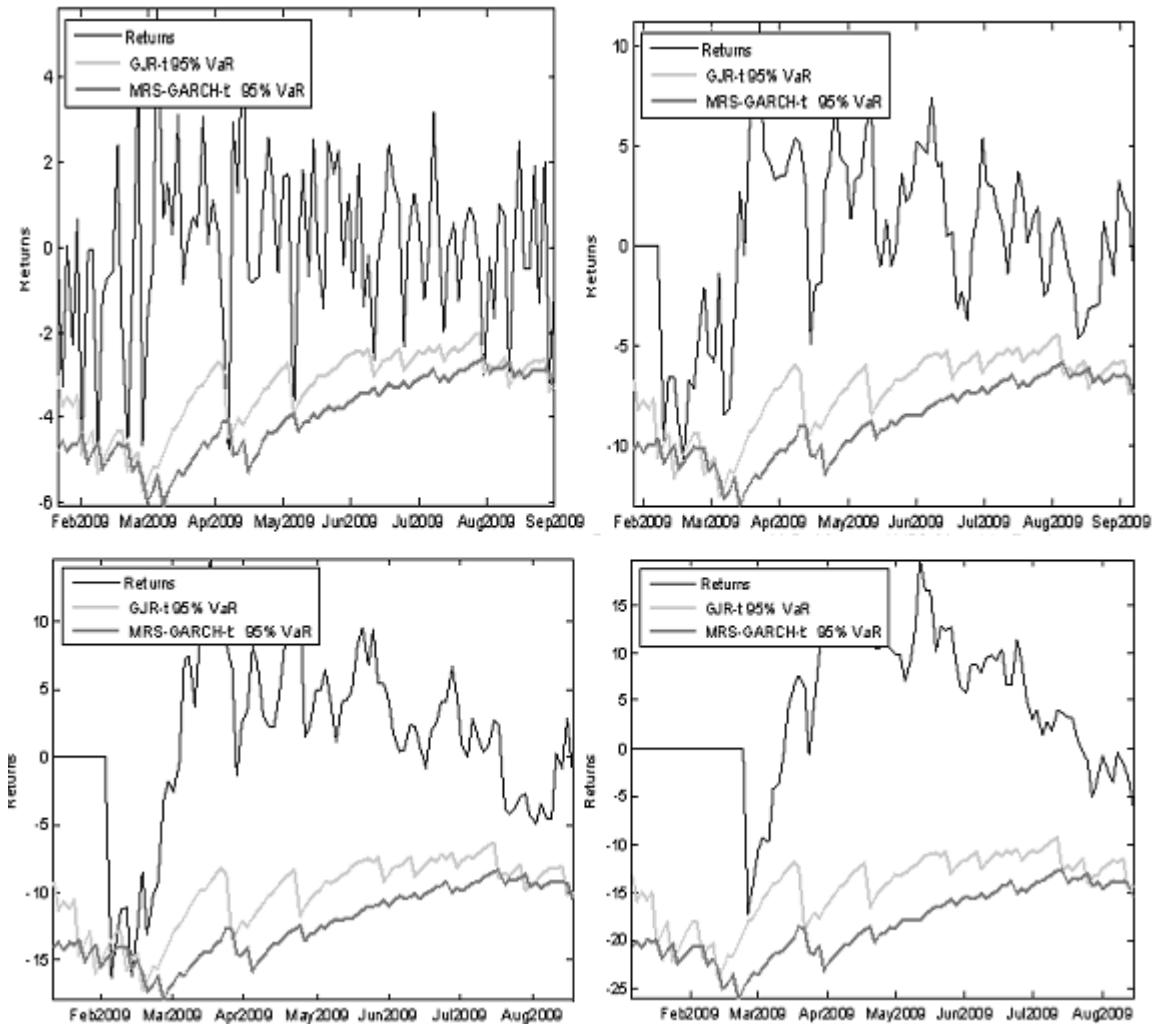 Returns
GJR-t 95% VaR
MRS-GARCH-t 95% VaR
4
2
0
-2
-4
-6
Returns
Feb2009 Mar2009 Apr2009 May2009 Jun2009 Jul2009 Aug2009 Sep2009
Returns
GJR-t 95% VaR
MRS-GARCH-t 95% VaR
10
5
0
-5
-10
Returns
Feb2009 Mar2009 Apr2009 May2009 Jun2009 Jul2009 Aug2009 Sep2009
Returns
GJR-t 95% VaR
MRS-GARCH-t 95% VaR
10
5
0
-5
-10
-15
Returns
Feb2009 Mar2009 Apr2009 May2009 Jun2009 Jul2009 Aug2009
Returns
GJR-t 95% VaR
MRS-GARCH-t 95% VaR
15
10
5
0
-5
-10
-15
-20
-25
Returns
Feb2009 Mar2009 Apr2009 May2009 Jun2009 Jul2009 Aug2009